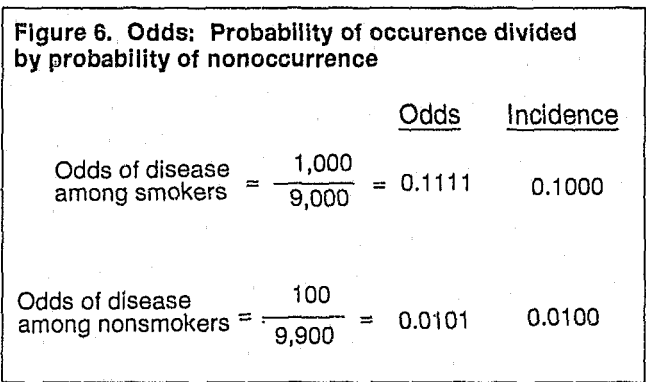 Figure 6. Odds: Probability of occurence divided
by probability of nonoccurrence
Odds Incidence
Odds of disease
among smokers = 1,000 / 9,000 = 0.1111 0.1000
Odds of disease
among nonsmokers = 100 / 9,900 = 0.0101 0.0100